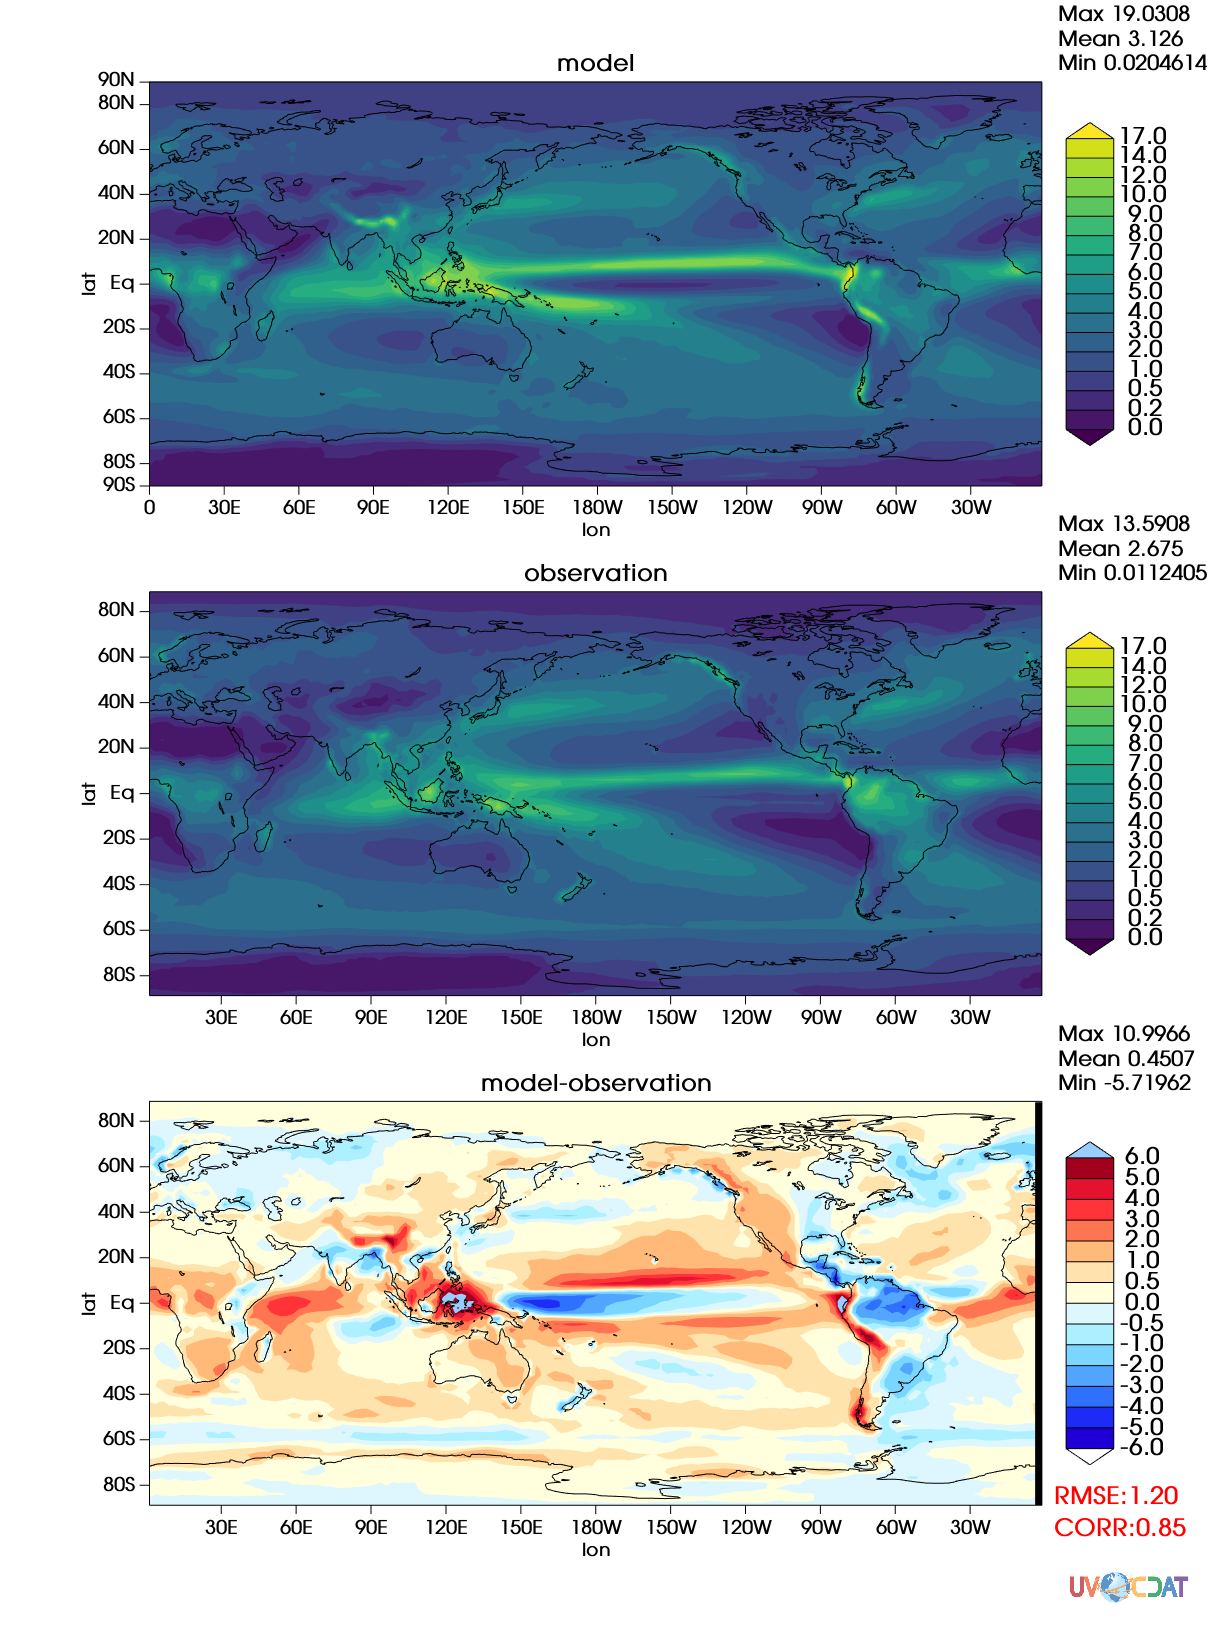 Max 19.0308
Mean 3.126
Min 0.0204614
model
90N
80N
60N
40N
20N
Eq
20S
40S
60S
80S
90S
lat
0 30E 60E 90E 120E 150E 180W 150W 120W 90W 60W 30W
lon
17.0
14.0
12.0
10.0
9.0
8.0
7.0
6.0
5.0
4.0
3.0
2.0
1.0
0.5
0.2
0.0
Max 13.5908
Mean 2.675
Min 0.0112405
observation
80N
60N
40N
20N
Eq
20S
40S
60S
80S
lat
30E 60E 90E 120E 150E 180W 150W 120W 90W 60W 30W
lon
17.0
14.0
12.0
10.0
9.0
8.0
7.0
6.0
5.0
4.0
3.0
2.0
1.0
0.5
0.2
0.0
Max 10.9966
Mean 0.4507
Min -5.71962
model-observation
80N
60N
40N
20N
Eq
20S
40S
60S
80S
lat
30E 60E 90E 120E 150E 180W 150W 120W 90W 60W 30W
lon
6.0
5.0
4.0
3.0
2.0
1.0
0.5
0.0
-0.5
-1.0
-2.0
-3.0
-4.0
-5.0
-6.0
RMSE:1.20
CORR:0.85
UV CDAT